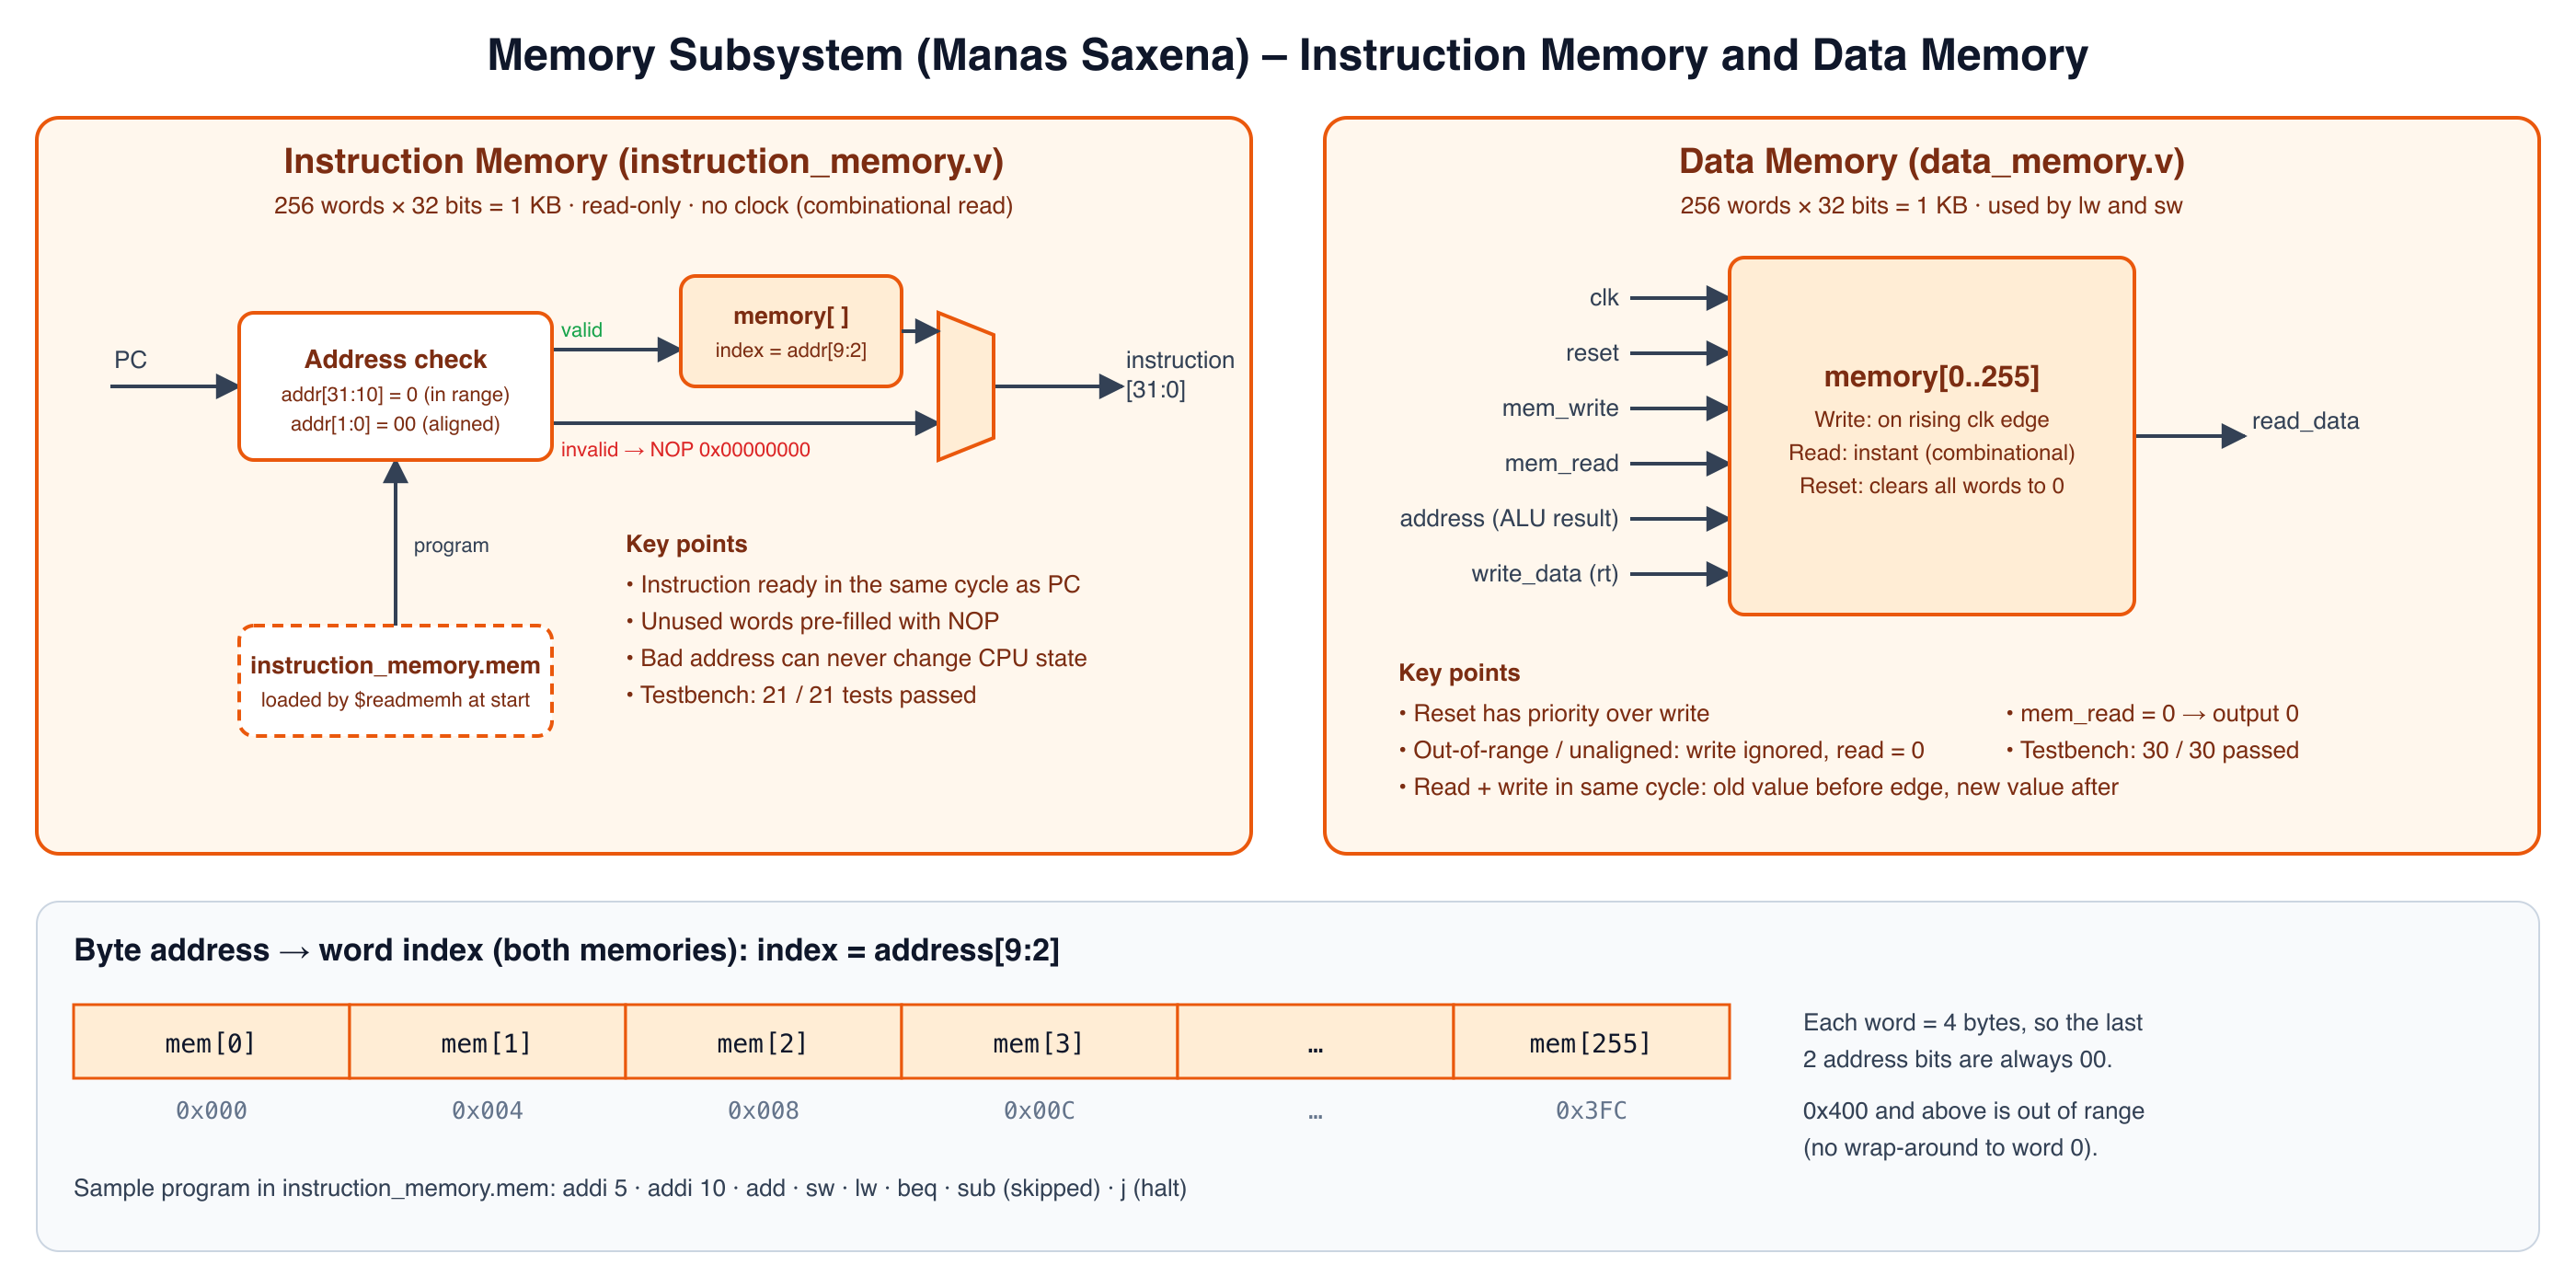 Memory Subsystem (Manas Saxena) – Instruction Memory and Data Memory
Instruction Memory (instruction_memory.v)
256 words × 32 bits = 1 KB · read-only · no clock (combinational read)
PC
Address check
addr[31:10] = 0 (in range)
addr[1:0] = 00 (aligned)
valid
memory[ ]
index = addr[9:2]
invalid → NOP 0x00000000
instruction
[31:0]
program
instruction_memory.mem
loaded by $readmemh at start
Key points
• Instruction ready in the same cycle as PC
• Unused words pre-filled with NOP
• Bad address can never change CPU state
• Testbench: 21 / 21 tests passed
Data Memory (data_memory.v)
256 words × 32 bits = 1 KB · used by lw and sw
clk
reset
mem_write
mem_read
address (ALU result)
write_data (rt)
memory[0..255]
Write: on rising clk edge
Read: instant (combinational)
Reset: clears all words to 0
read_data
Key points
• Reset has priority over write
• mem_read = 0 → output 0
• Out-of-range / unaligned: write ignored, read = 0
• Testbench: 30 / 30 passed
• Read + write in same cycle: old value before edge, new value after
Byte address → word index (both memories): index = address[9:2]
mem[0] mem[1] mem[2] mem[3] … mem[255]
0x000 0x004 0x008 0x00C … 0x3FC
Each word = 4 bytes, so the last
2 address bits are always 00.
0x400 and above is out of range
(no wrap-around to word 0).
Sample program in instruction_memory.mem: addi 5 · addi 10 · add · sw · lw · beq · sub (skipped) · j (halt)